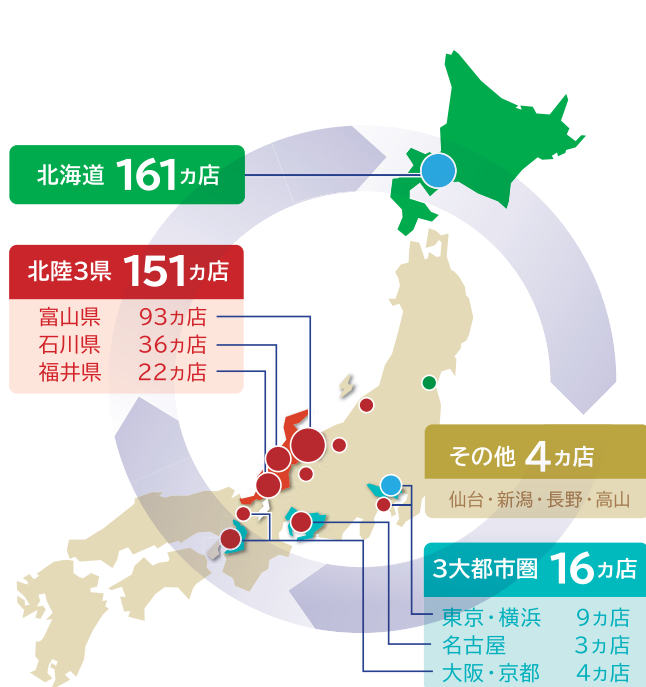 北海道 161ヵ店
北陸3県 151ヵ店
富山県 93ヵ店
石川県 36ヵ店
福井県 22ヵ店
その他 4ヵ店
仙台・新潟・長野・高山
3大都市圏 16ヵ店
東京・横浜 9ヵ店
名古屋 3ヵ店
大阪・京都 4ヵ店